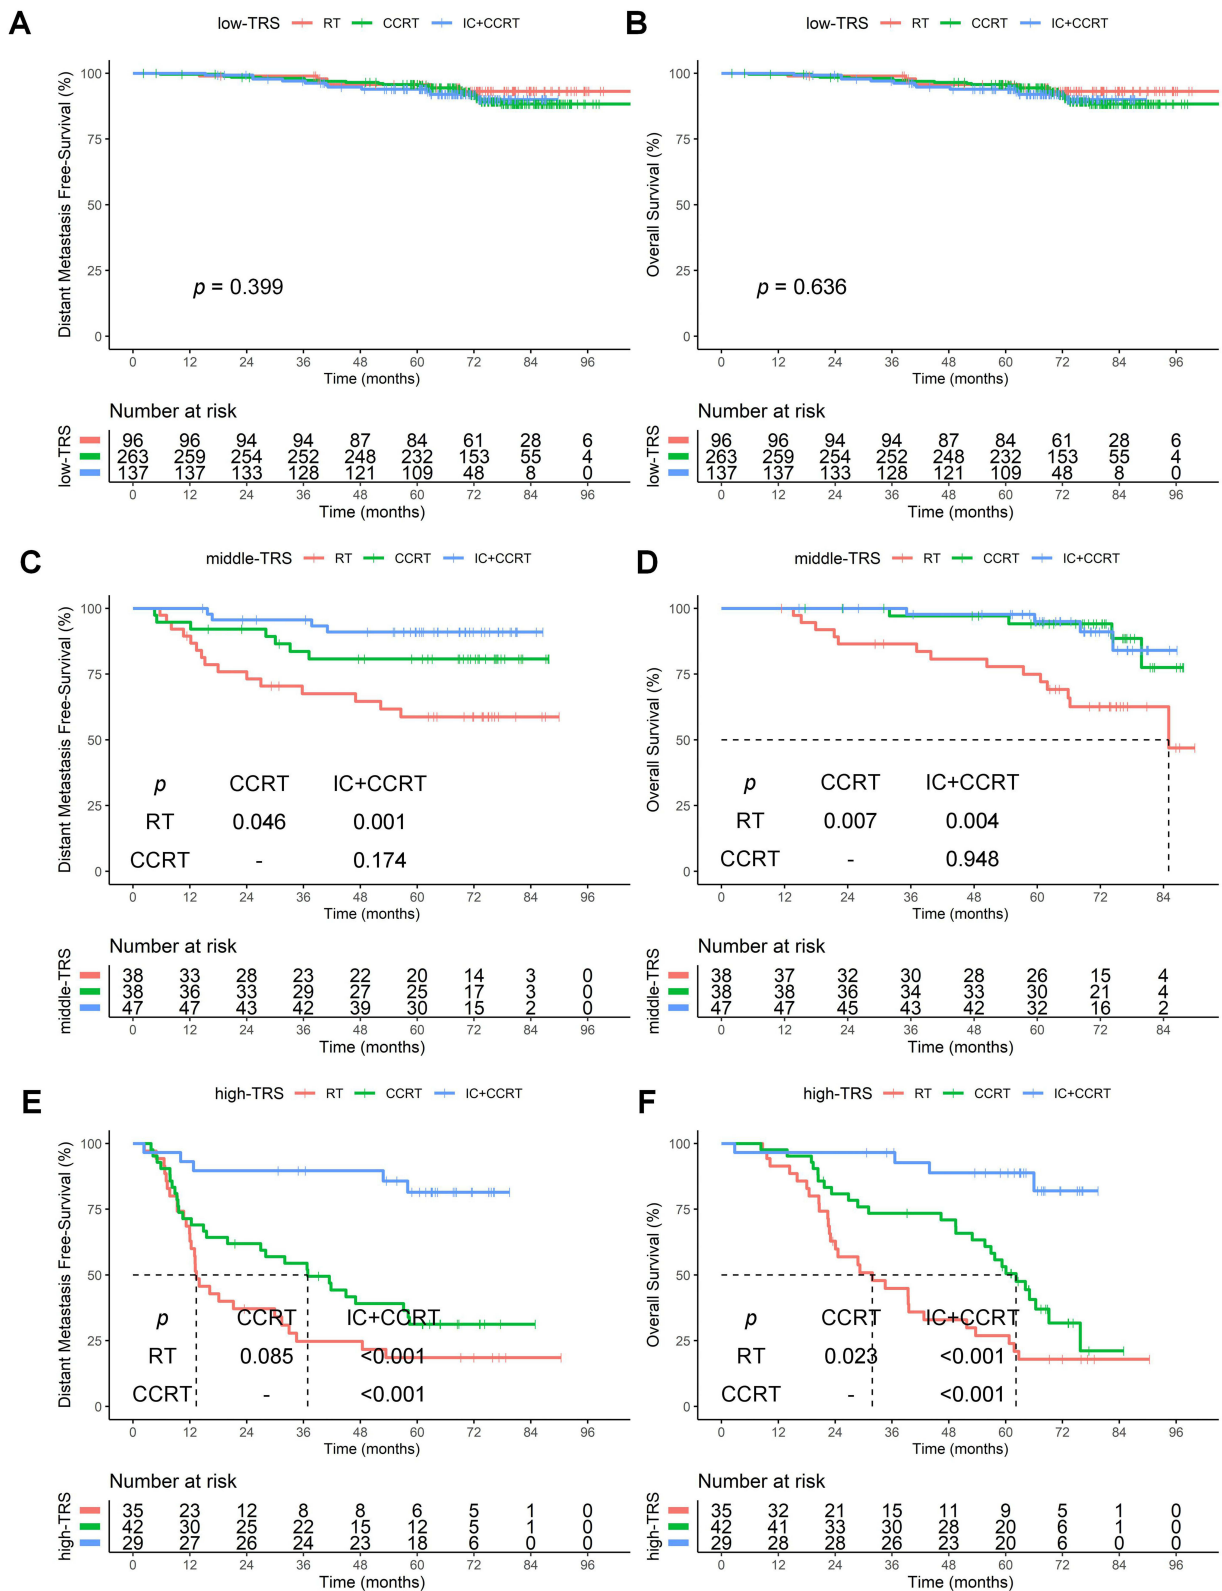 A
low-TRS RT CCRT IC+CCRT
Distant Metastasis Free-Survival (%)
100
75
50
25
0
p = 0.399
0 12 24 36 48 60 72 84 96
Time (months)
Number at risk
low-TRS
96 96 94 94 87 84 61 28 6
263 259 254 252 248 232 153 55 4
137 137 133 128 121 109 48 8 0
0 12 24 36 48 60 72 84 96
Time (months)
B
low-TRS RT CCRT IC+CCRT
Overall Survival (%)
100
75
50
25
0
p = 0.636
0 12 24 36 48 60 72 84 96
Time (months)
Number at risk
low-TRS
96 96 94 94 87 84 61 28 6
263 259 254 252 248 232 153 55 4
137 137 133 128 121 109 48 8 0
0 12 24 36 48 60 72 84 96
Time (months)
C
middle-TRS RT CCRT IC+CCRT
Distant Metastasis Free-Survival (%)
100
75
50
25
0
p CCRT IC+CCRT
RT 0.046 0.001
CCRT - 0.174
0 12 24 36 48 60 72 84 96
Time (months)
Number at risk
middle-TRS
38 33 28 23 22 20 14 3 0
38 36 33 29 27 25 17 3 0
47 47 43 42 39 30 15 2 0
0 12 24 36 48 60 72 84 96
Time (months)
D
middle-TRS RT CCRT IC+CCRT
Overall Survival (%)
100
75
50
25
0
p CCRT IC+CCRT
RT 0.007 0.004
CCRT - 0.948
0 12 24 36 48 60 72 84
Time (months)
Number at risk
middle-TRS
38 37 32 30 28 26 15 4
38 38 36 34 33 30 21 4
47 47 45 43 42 32 16 2
0 12 24 36 48 60 72 84
Time (months)
E
high-TRS RT CCRT IC+CCRT
Distant Metastasis Free-Survival (%)
100
75
50
25
0
p CCRT IC+CCRT
RT 0.085 <0.001
CCRT - <0.001
0 12 24 36 48 60 72 84 96
Time (months)
Number at risk
high-TRS
35 23 12 8 8 6 5 1 0
42 30 25 22 15 12 5 1 0
29 27 26 24 23 18 6 0 0
0 12 24 36 48 60 72 84 96
Time (months)
F
high-TRS RT CCRT IC+CCRT
Overall Survival (%)
100
75
50
25
0
p CCRT IC+CCRT
RT 0.023 <0.001
CCRT - <0.001
0 12 24 36 48 60 72 84 96
Time (months)
Number at risk
high-TRS
35 32 21 15 11 9 5 1 0
42 41 33 30 28 20 6 1 0
29 28 28 26 23 20 6 0 0
0 12 24 36 48 60 72 84 96
Time (months)